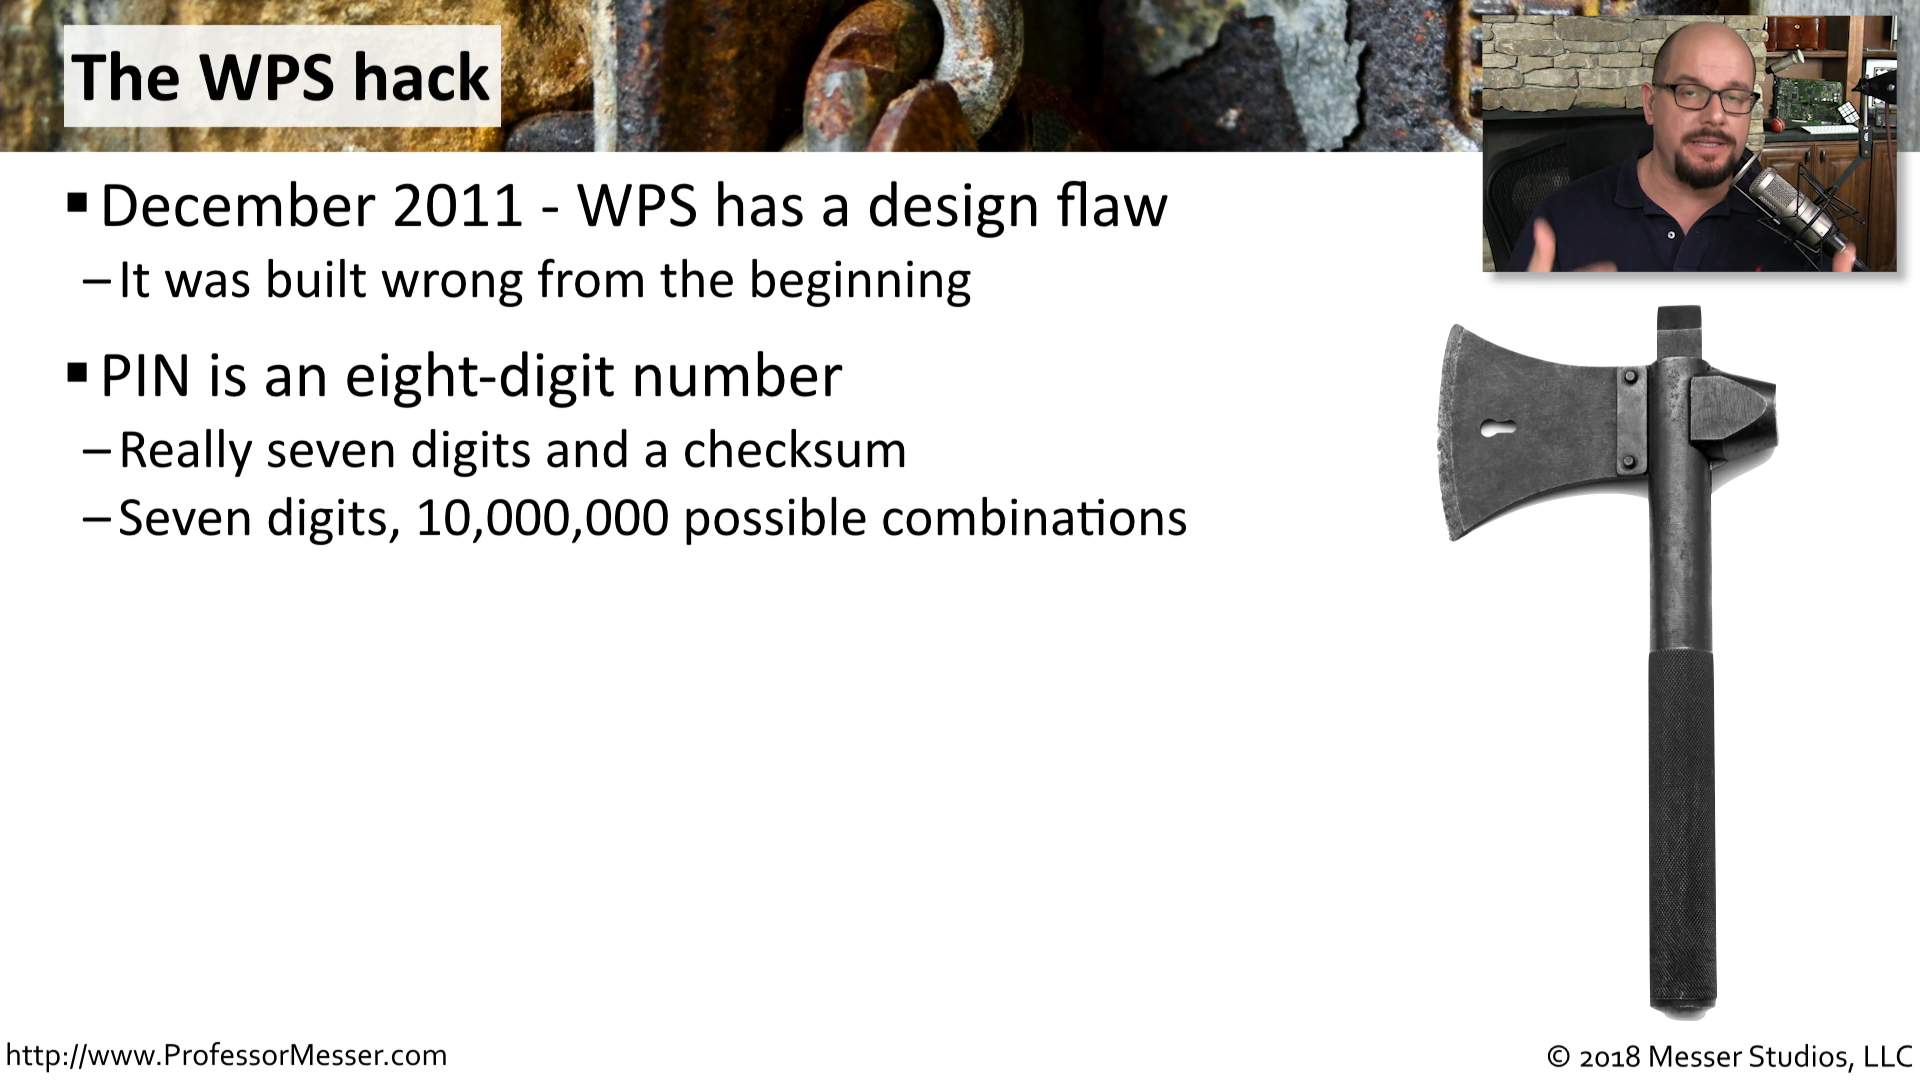 The WPS hack
▪ December 2011 - WPS has a design flaw
– It was built wrong from the beginning
▪ PIN is an eight-digit number
– Really seven digits and a checksum
– Seven digits, 10,000,000 possible combinations
http://www.ProfessorMesser.com
© 2018 Messer Studios, LLC